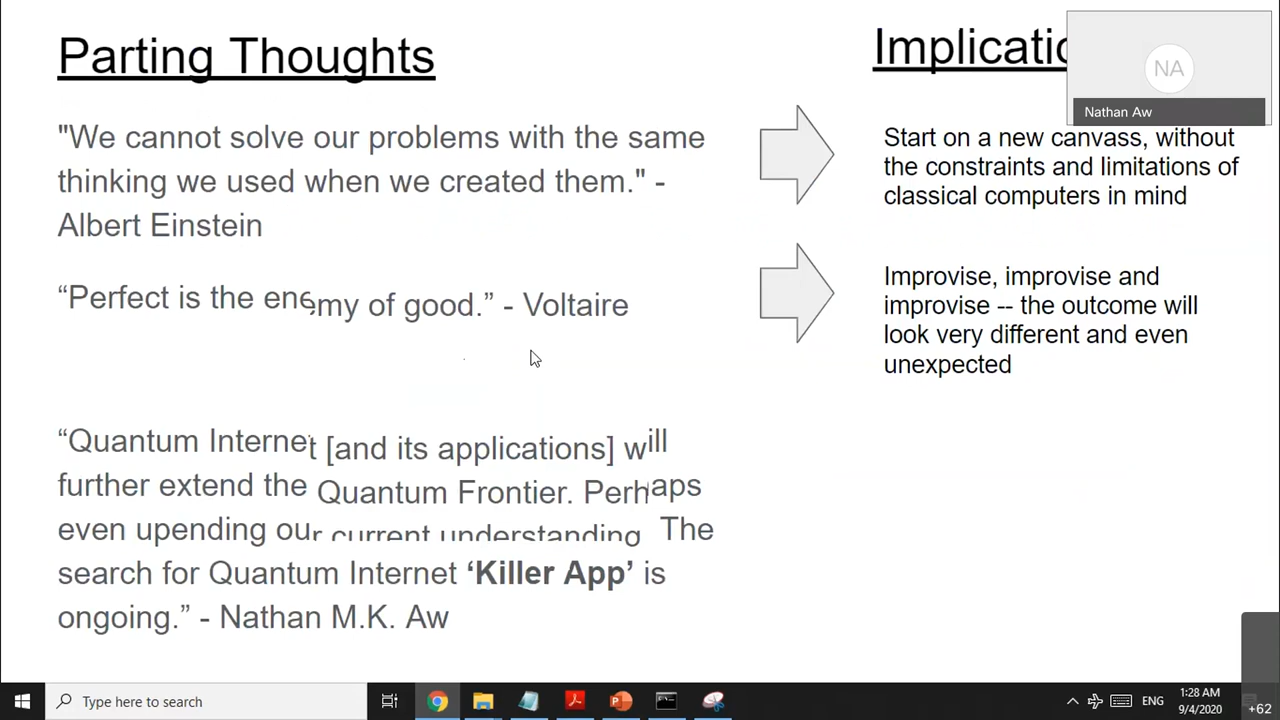 Parting Thoughts
"We cannot solve our problems with the same
thinking we used when we created them." -
Albert Einstein
“Perfect is the enemy of good.” - Voltaire
“Quantum Internet [and its applications] will
further extend the Quantum Frontier. Perhaps
even upending our current understanding. The
search for Quantum Internet ‘Killer App’ is
ongoing.” - Nathan M.K. Aw
NA
Nathan Aw
Start on a new canvass, without
the constraints and limitations of
classical computers in mind
Improvise, improvise and
improvise -- the outcome will
look very different and even
unexpected
Type here to search
ENG
1:28 AM
9/4/2020
+62